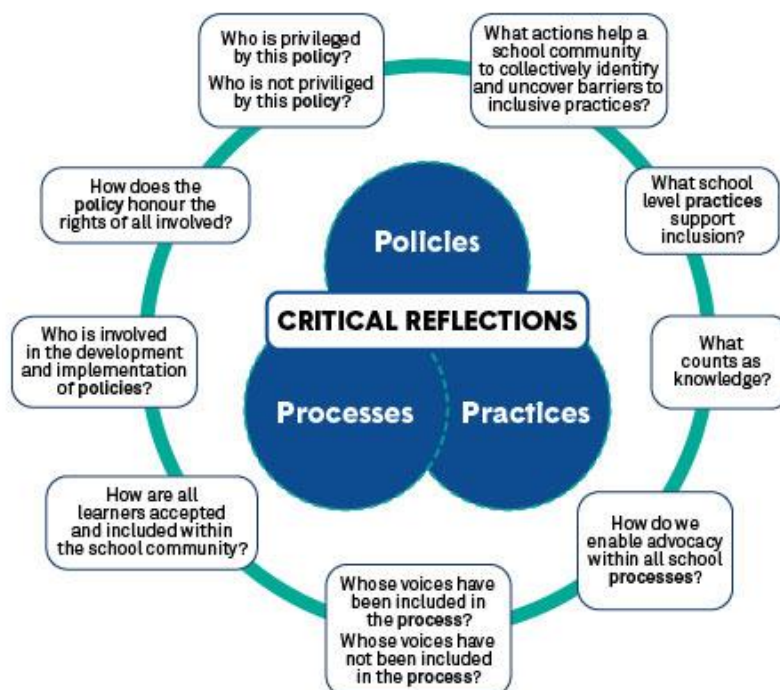 Who is privileged
by this policy?
Who is not priviliged
by this policy?
What actions help a
school community
to collectively identify
and uncover barriers to
inclusive practices?
How does the
policy honour the
rights of all involved?
What school
level practices
support
inclusion?
Policies
CRITICAL REFLECTIONS
Processes
Practices
Who is involved
in the development
and implementation
of policies?
What
counts as
knowledge?
How are all
learners accepted
and included within
the school community?
How do we
enable advocacy
within all school
processes?
Whose voices have
been included in
the process?
Whose voices have
not been included
in the process?